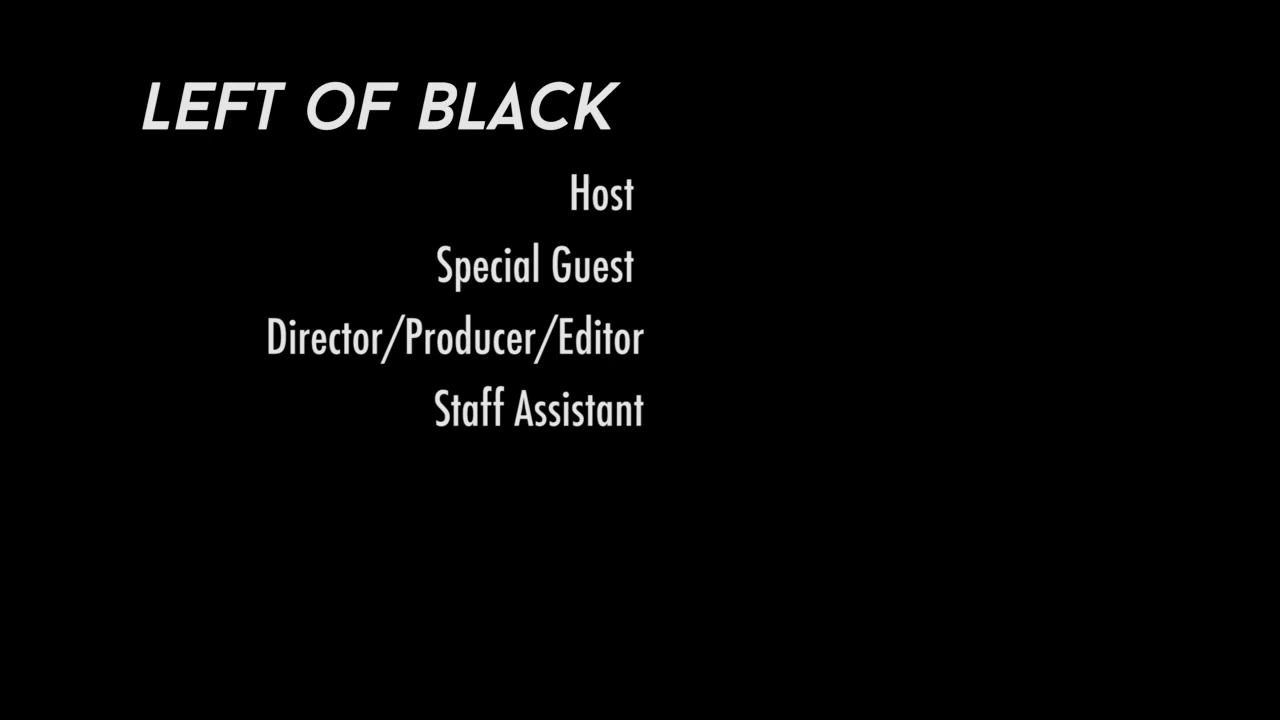 LEFT OF BLACK
Host
Special Guest
Director/Producer/Editor
Staff Assistant